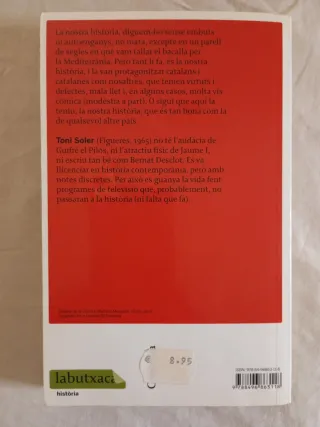 La nostra història, diguem-ho sense embuts
ni autoenganys, no mata, excepte en un parell
de segles en que vam tallar el bacallà per
la Mediterrània. Però tant li fa, és la nostra
història, i la van protagonitzar catalans i
catalanes com nosaltres, que tenien virtuts i
defectes, mala llet i, en alguns casos, molta vis
còmica (modèstia a part). O sigui que aquí la
teniu, la nostra història, que és tan bona com la
de qualsevol altre país.
Toni Soler (Figueres, 1965) no té l'audàcia de
Guifré el Pilós, ni l'atractiu físic de Jaume I,
ni escriu tan bé com Bernat Desclot. Es va
llicenciar en història contemporània, però amb
notes discretes. Per això es guanya la vida fent
programes de televisió que, probablement, no
passaran a la història (ni falta que fa).
€ 8.95
labutxaca
història